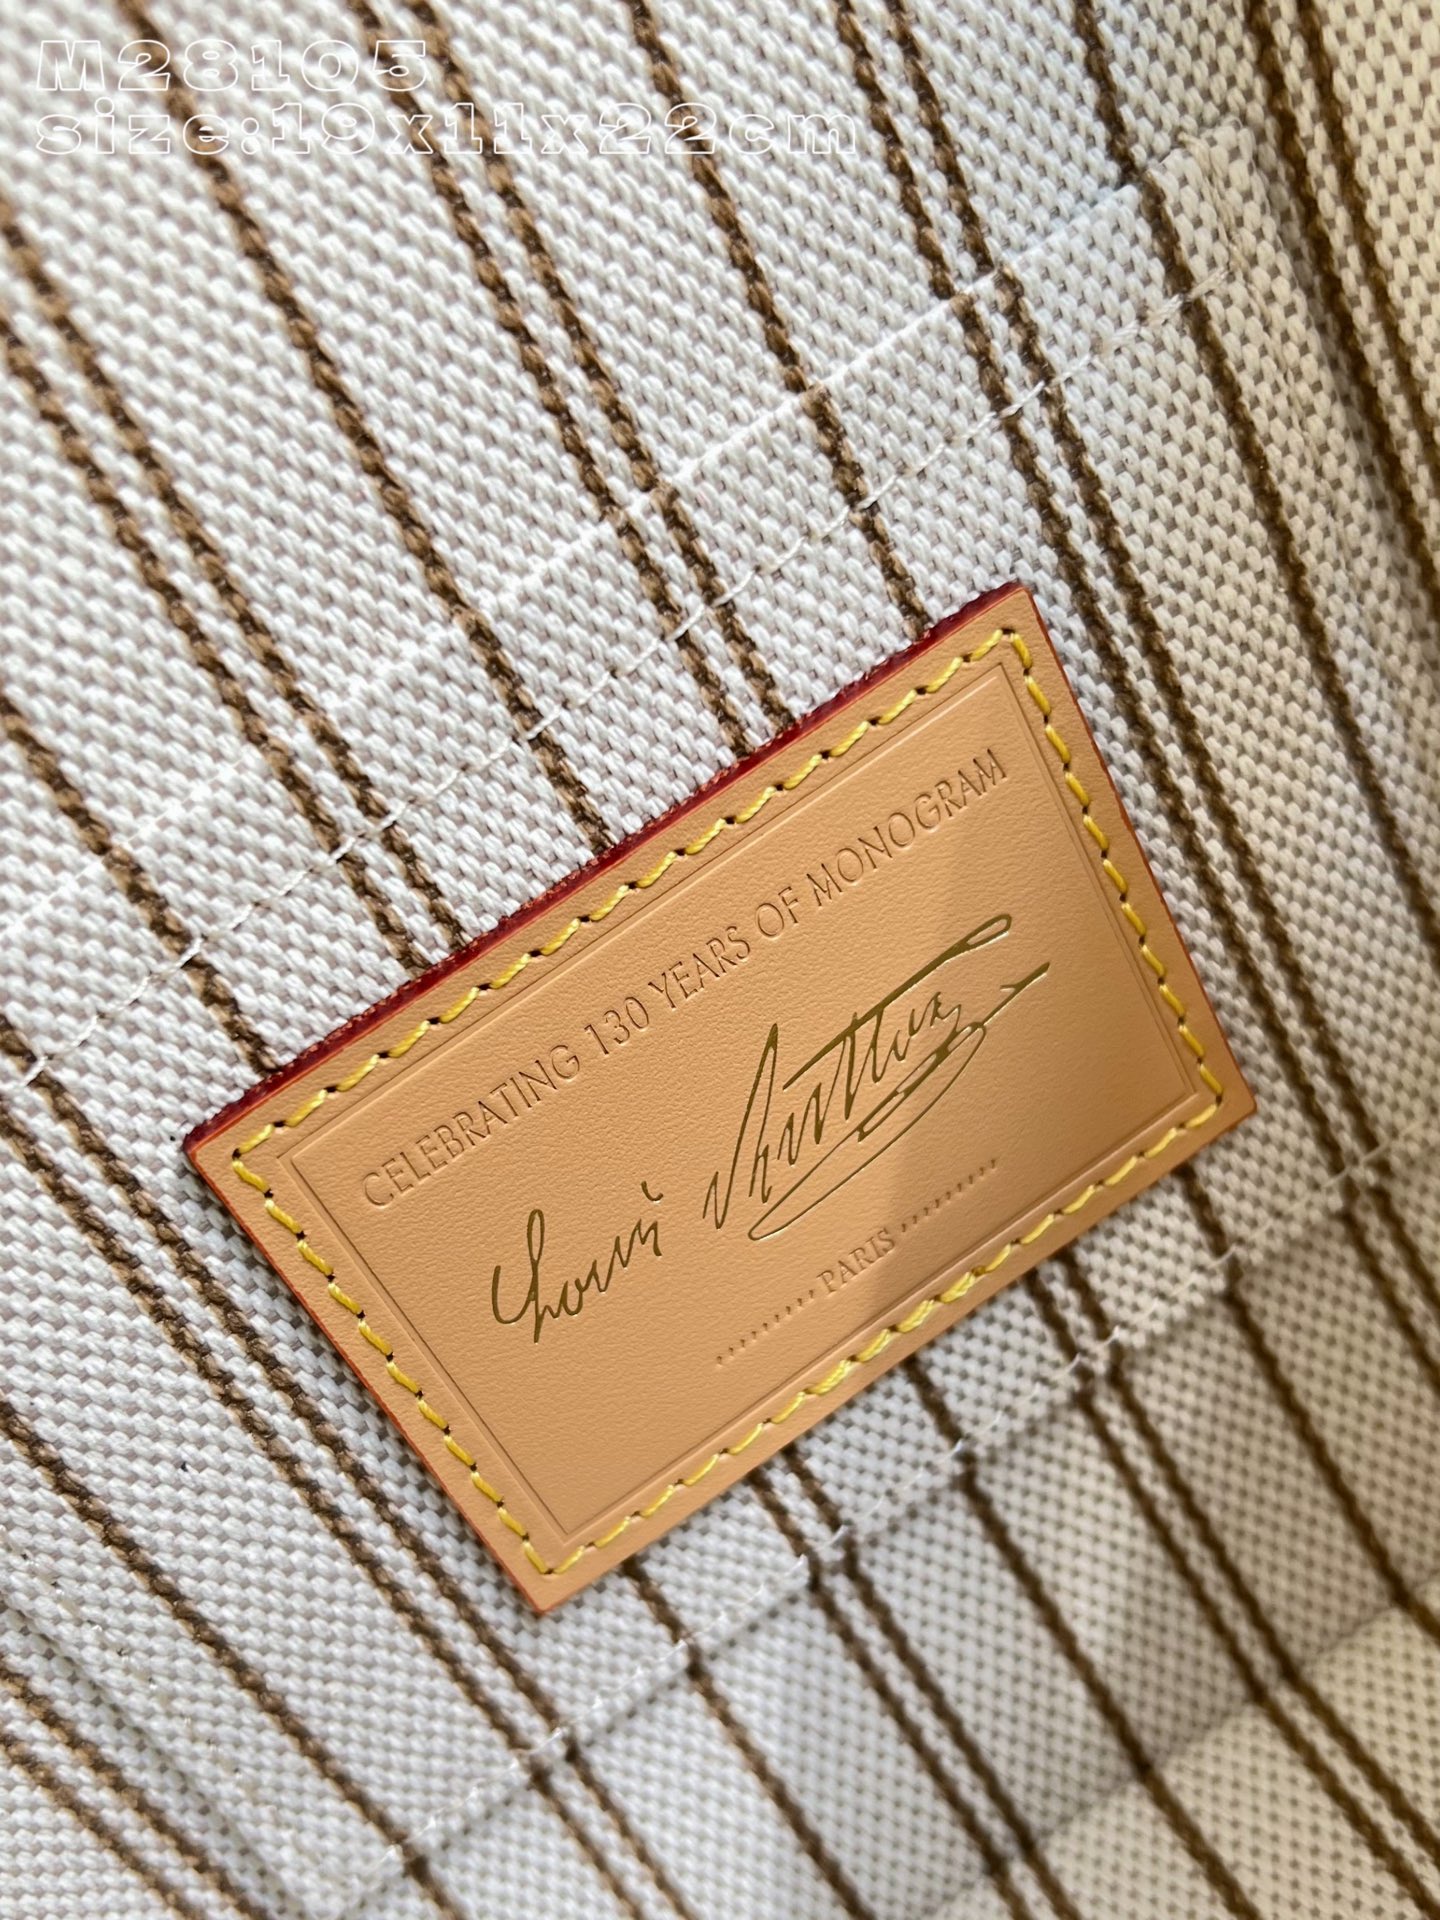 M28105
size:19x11x22cm
CELEBRATING 130 YEARS OF MONOGRAM
Louis Vuitton
PARIS